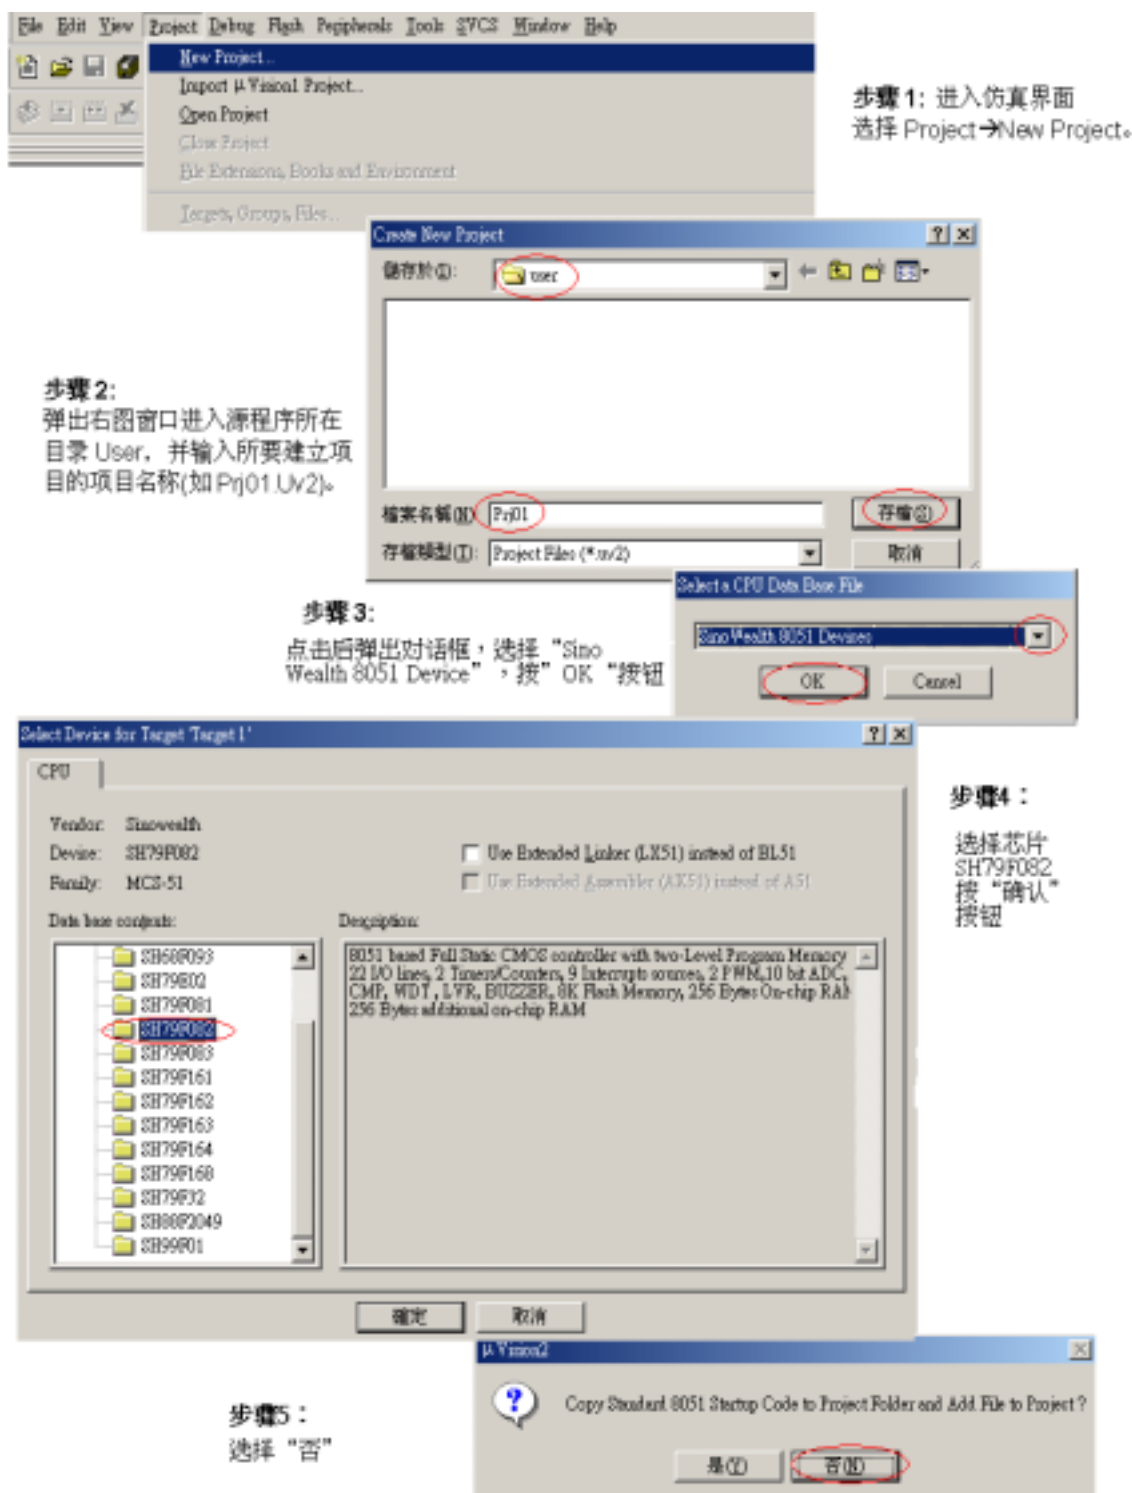 File Edit View Project Debug Flash Peripherals Tools SVCS Window Help
New Project...
Import μVision1 Project...
Open Project
Close Project
File Extensions, Books and Environment
Targets, Groups, Files...
步骤 1: 进入仿真界面
选择 Project→New Project。
Create New Project
儲存於(I):
user
步骤 2:
弹出右图窗口进入源程序所在
目录 User，并输入所要建立项
目的项目名称(如 Prj01.Uv2)。
檔案名稱(N)
Prj01
存檔(S)
存檔類型(T):
Project Files (*.uv2)
取消
步骤 3:
点击后弹出对话框，选择“Sino
Wealth 8051 Device”，按”OK“按钮
Select a CPU Data Base File
Sino Wealth 8051 Devices
OK
Cancel
Select Device for Target 'Target 1'
CPU
Vendor: Sinowealth
Device: SH79F082
Family: MCS-51
Use Extended Linker (LX51) instead of BL51
Use Extended Assembler (AX51) instead of A51
Data base contents:
SH68F093
SH79E02
SH79F081
SH79F082
SH79F083
SH79F161
SH79F162
SH79F163
SH79F164
SH79F168
SH79F32
SH88F2049
SH99F01
Description:
8051 based Full Static CMOS controller with two-Level Program Memory
22 I/O lines, 2 Timers/Counters, 9 Interrupts sources, 2 PWM,10 bit ADC,
CMP, WDT , LVR, BUZZER, 8K Flash Memory, 256 Bytes On-chip RAM
256 Bytes additional on-chip RAM
確定
取消
步骤4：
选择芯片
SH79F082
按“确认”
按钮
μVision2
Copy Standard 8051 Startup Code to Project Folder and Add File to Project ?
是(Y)
否(N)
步骤5：
选择“否”